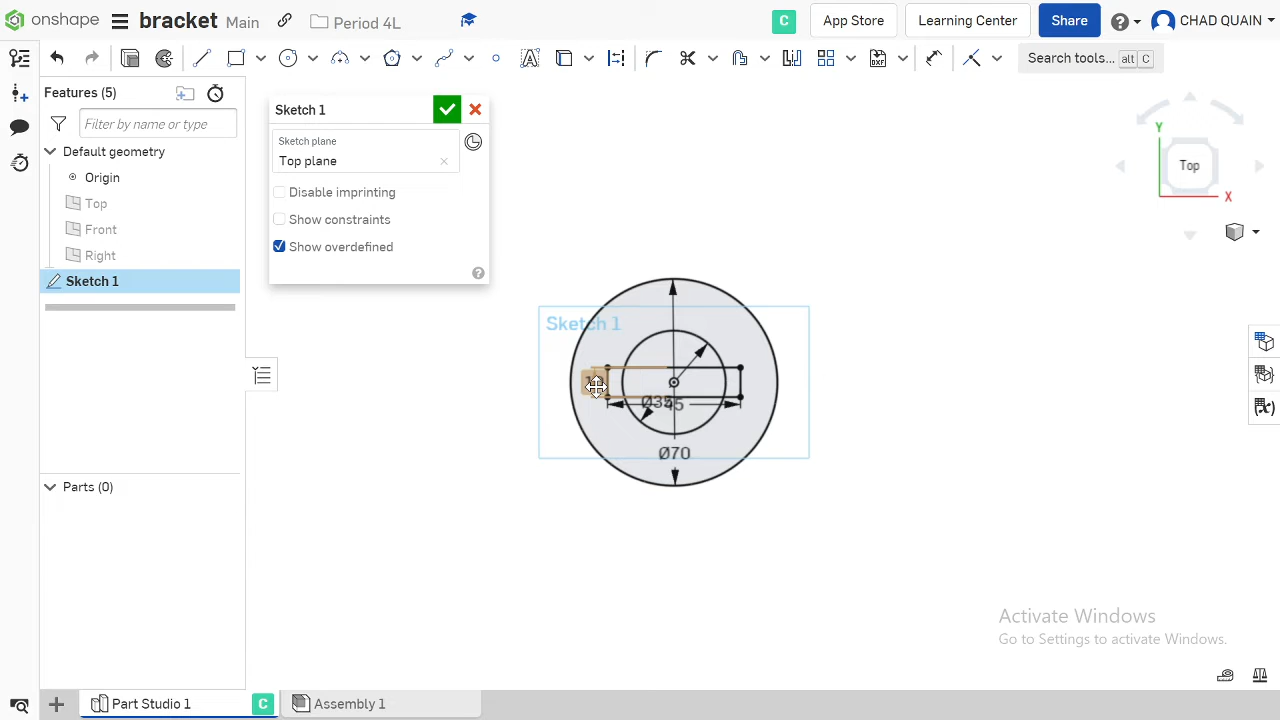 onshape bracket Main Period 4L C App Store Learning Center Share CHAD QUAIN
Search tools... alt C
Features (5)
Filter by name or type
Default geometry
Origin
Top
Front
Right
Sketch 1
Parts (0)
Sketch 1
Sketch plane
Top plane
Disable imprinting
Show constraints
Show overdefined
Sketch 1
Ø35
45
Ø70
Y
Top
X
Activate Windows
Go to Settings to activate Windows.
Part Studio 1 C Assembly 1